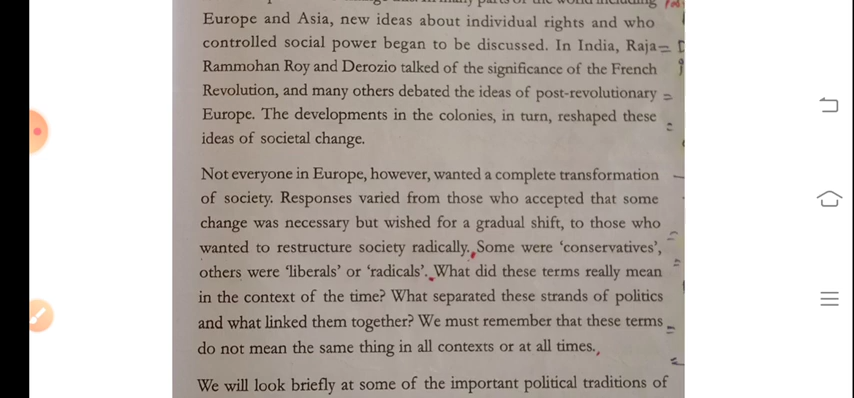 Europe and Asia, new ideas about individual rights and who
controlled social power began to be discussed. In India, Raja
Rammohan Roy and Derozio talked of the significance of the French
Revolution, and many others debated the ideas of post-revolutionary
Europe. The developments in the colonies, in turn, reshaped these
ideas of societal change.
Not everyone in Europe, however, wanted a complete transformation
of society. Responses varied from those who accepted that some
change was necessary but wished for a gradual shift, to those who
wanted to restructure society radically. Some were ‘conservatives’,
others were ‘liberals’ or ‘radicals’. What did these terms really mean
in the context of the time? What separated these strands of politics
and what linked them together? We must remember that these terms
do not mean the same thing in all contexts or at all times.
We will look briefly at some of the important political traditions of